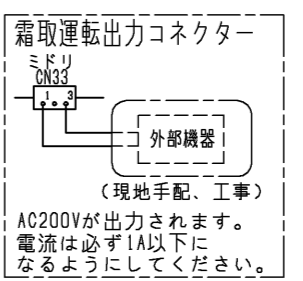 霜取運転出力コネクター
ミドリ
CN33
1 3
外部機器
(現地手配、工事)
AC200Vが出力されます。
電流は必ず1A以下に
なるようにしてください。